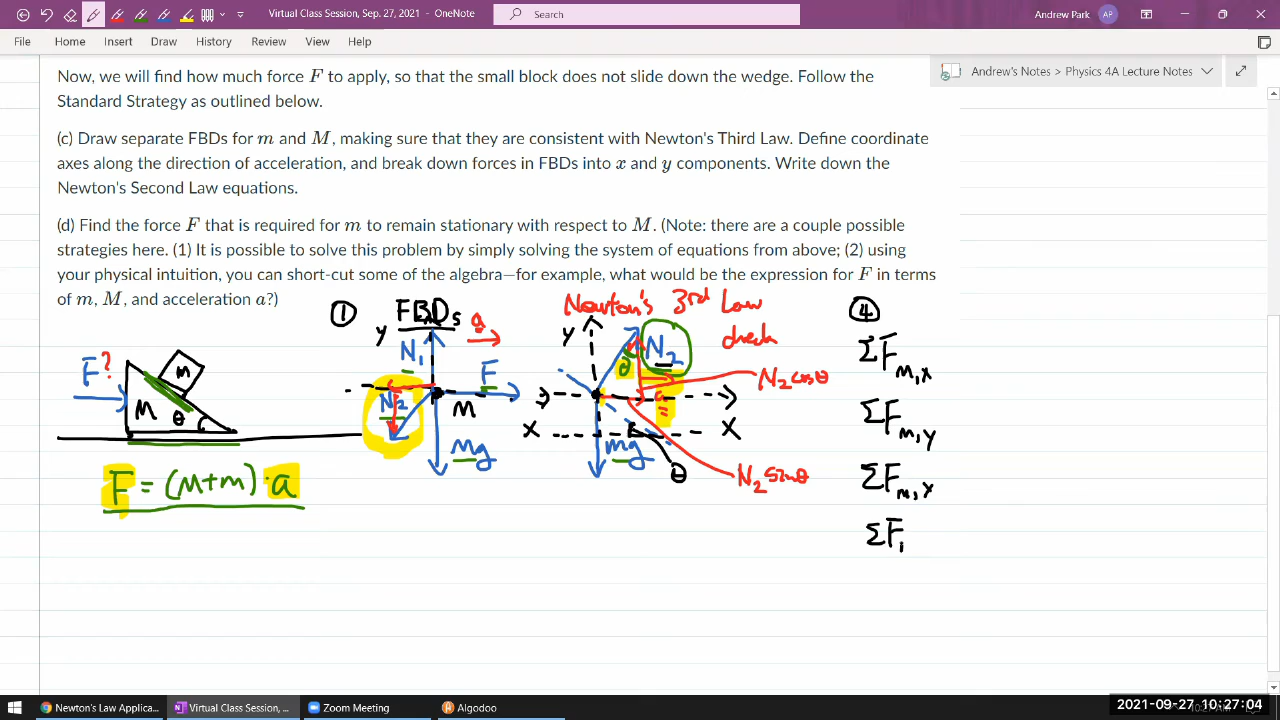 Virtual Class Session, Sep. 27, 2021 - OneNote
Search
Andrew Park
AP
File Home Insert Draw History Review View Help
Andrew's Notes > Physics 4A Lecture Notes
Now, we will find how much force F to apply, so that the small block does not slide down the wedge. Follow the
Standard Strategy as outlined below.
(c) Draw separate FBDs for m and M, making sure that they are consistent with Newton's Third Law. Define coordinate
axes along the direction of acceleration, and break down forces in FBDs into x and y components. Write down the
Newton's Second Law equations.
(d) Find the force F that is required for m to remain stationary with respect to M. (Note: there are a couple possible
strategies here. (1) It is possible to solve this problem by simply solving the system of equations from above; (2) using
your physical intuition, you can short-cut some of the algebra—for example, what would be the expression for F in terms
of m, M, and acceleration a?)
F?
m
M
θ
F = (M+m) · a
① FBDs
y
a
N₁
F
N₂
M
Mg
Newton's 3rd Law
check
y
θ
N₂
N₂cosθ
a
x
x
mg
θ
N₂sinθ
④
ΣF m,x
ΣF m,y
ΣF m,x
ΣF
Newton's Law Applica...
Virtual Class Session, ...
Zoom Meeting
Algodoo
2021-09-27 10:27:04